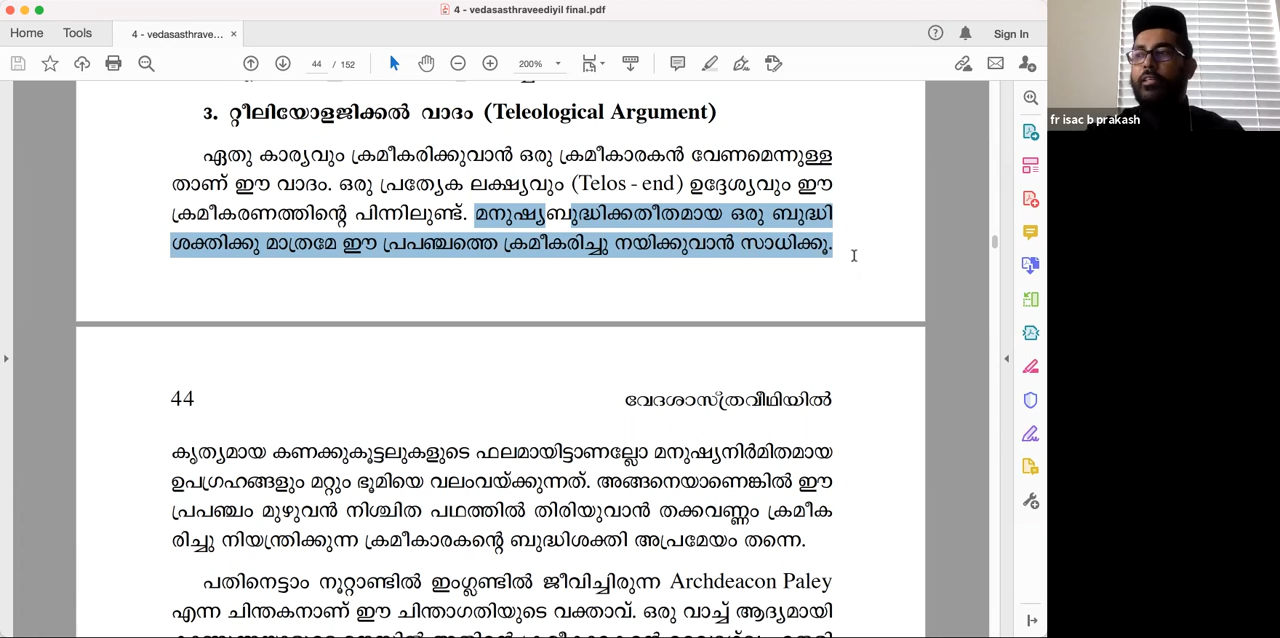 4 - vedasasthraveediyil final.pdf
Home Tools 4 - vedasasthrave... × Sign In
44 / 152 200%
3. റ്റീലിയോളജിക്കൽ വാദം (Teleological Argument)
ഏതു കാര്യവും ക്രമീകരിക്കുവാൻ ഒരു ക്രമീകാരകൻ വേണമെന്നുള്ള
താണ് ഈ വാദം. ഒരു പ്രത്യേക ലക്ഷ്യവും (Telos - end) ഉദ്ദേശ്യവും ഈ
ക്രമീകരണത്തിന്റെ പിന്നിലുണ്ട്. മനുഷ്യബുദ്ധിക്കതീതമായ ഒരു ബുദ്ധി
ശക്തിക്കു മാത്രമേ ഈ പ്രപഞ്ചത്തെ ക്രമീകരിച്ചു നയിക്കുവാൻ സാധിക്കൂ.
44 വേദശാസ്ത്രവീഥിയിൽ
കൃത്യമായ കണക്കുകൂട്ടലുകളുടെ ഫലമായിട്ടാണല്ലോ മനുഷ്യനിർമിതമായ
ഉപഗ്രഹങ്ങളും മറ്റും ഭൂമിയെ വലംവയ്ക്കുന്നത്. അങ്ങനെയാണെങ്കിൽ ഈ
പ്രപഞ്ചം മുഴുവൻ നിശ്ചിത പഥത്തിൽ തിരിയുവാൻ തക്കവണ്ണം ക്രമീക
രിച്ചു നിയന്ത്രിക്കുന്ന ക്രമീകാരകന്റെ ബുദ്ധിശക്തി അപ്രമേയം തന്നെ.
പതിനെട്ടാം നൂറ്റാണ്ടിൽ ഇംഗ്ലണ്ടിൽ ജീവിച്ചിരുന്ന Archdeacon Paley
എന്ന ചിന്തകനാണ് ഈ ചിന്താഗതിയുടെ വക്താവ്. ഒരു വാച്ച് ആദ്യമായി
fr isac b prakash